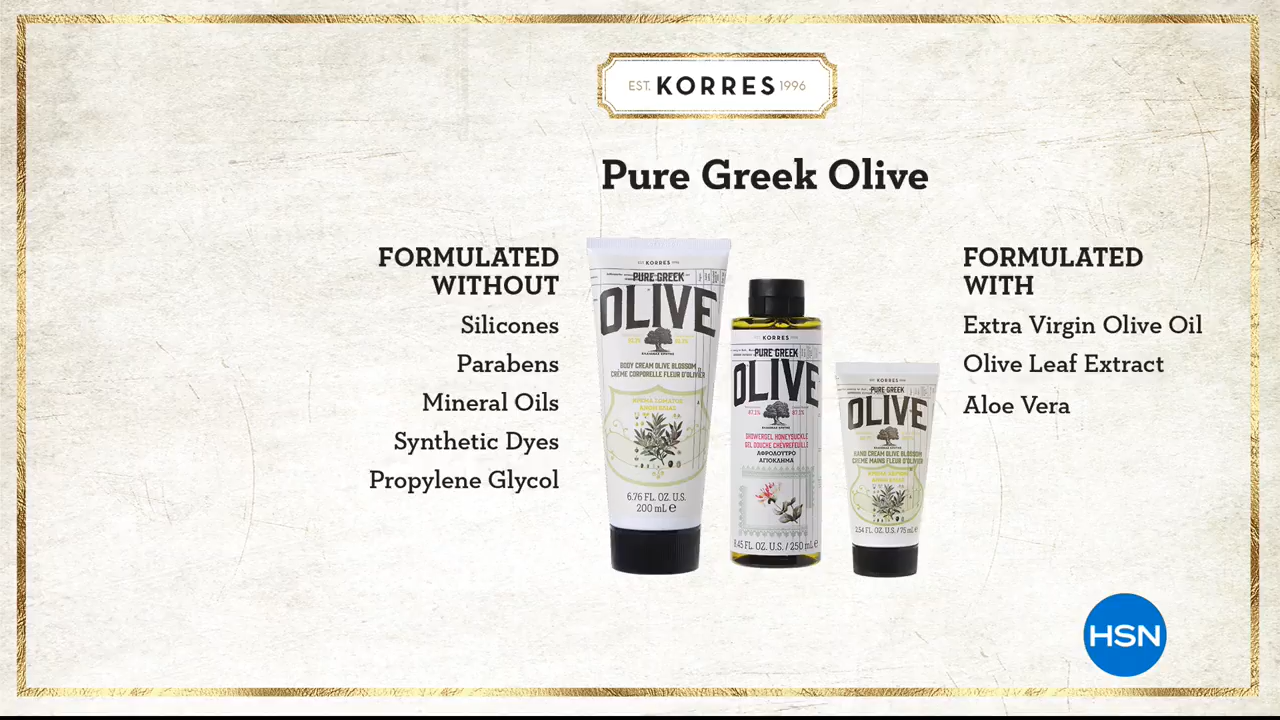 EST. KORRES 1996
Pure Greek Olive
FORMULATED
WITHOUT
Silicones
Parabens
Mineral Oils
Synthetic Dyes
Propylene Glycol
KORRES
PURE GREEK
OLIVE
BODY CREAM OLIVE BLOSSOM
CRÈME CORPORELLE FLEUR D'OLIVIER
ΚΡΕΜΑ ΣΩΜΑΤΟΣ
ΑΝΘΗ ΕΛΙΑΣ
6.76 FL. OZ. U.S.
200 mL ℮
KORRES
PURE GREEK
OLIVE
SHOWERGEL HONEYSUCKLE
GEL DOUCHE CHÈVREFEUILLE
ΑΦΡΟΛΟΥΤΡΟ
ΑΓΙΟΚΛΗΜΑ
8.45 FL. OZ. U.S. / 250 mL ℮
KORRES
PURE GREEK
OLIVE
HAND CREAM OLIVE BLOSSOM
CRÈME MAINS FLEUR D'OLIVIER
2.54 FL. OZ. U.S. / 75 mL ℮
FORMULATED
WITH
Extra Virgin Olive Oil
Olive Leaf Extract
Aloe Vera
HSN